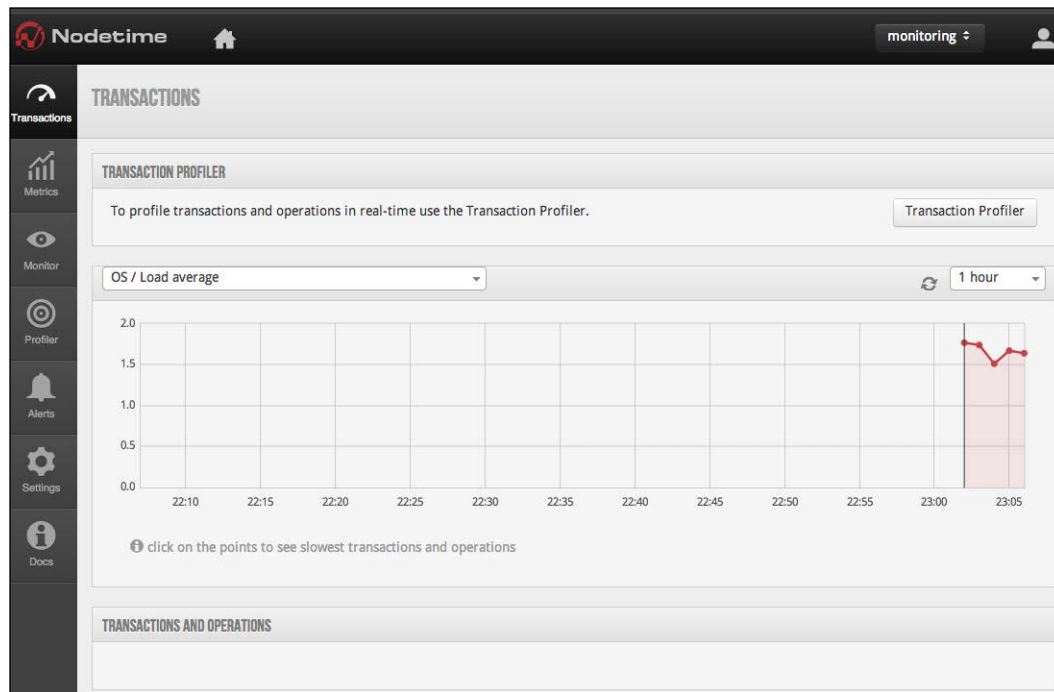 Nodetime
monitoring
Transactions
TRANSACTIONS
Metrics
TRANSACTION PROFILER
To profile transactions and operations in real-time use the Transaction Profiler.
Transaction Profiler
Monitor
OS / Load average
1 hour
Profiler
2.0
1.5
Alerts
1.0
0.5
Settings
0.0
22:10 22:15 22:20 22:25 22:30 22:35 22:40 22:45 22:50 22:55 23:00 23:05
Docs
click on the points to see slowest transactions and operations
TRANSACTIONS AND OPERATIONS